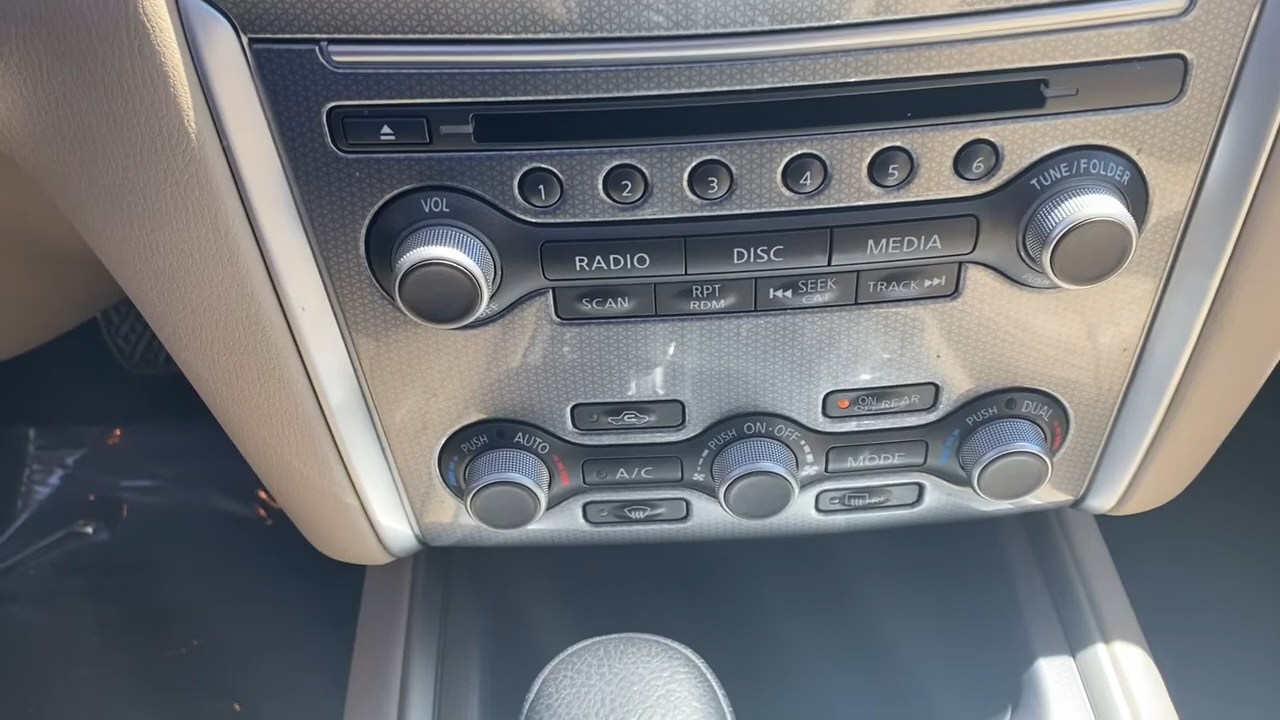 1 2 3 4 5 6
VOL
TUNE/FOLDER
RADIO DISC MEDIA
SCAN RPT RDM SEEK CAT TRACK
ON OFF REAR
PUSH AUTO
A/C
PUSH ON-OFF
MODE
PUSH DUAL